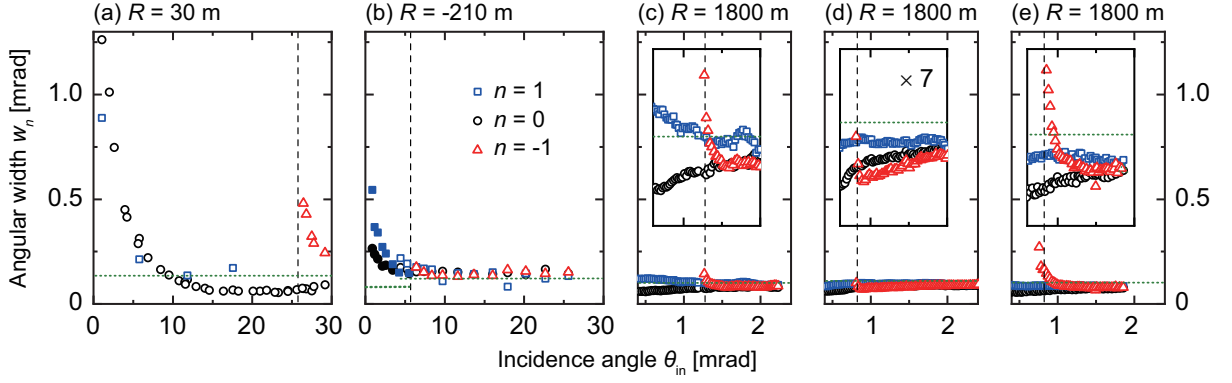 (a) R = 30 m
(b) R = -210 m
(c) R = 1800 m
(d) R = 1800 m
(e) R = 1800 m
Angular width wn [mrad]
1.0
0.5
0
n = 1
n = 0
n = -1
× 7
1.0
0.5
0
0 10 20 30
0 10 20 30
1 2
1 2
1 2
Incidence angle θin [mrad]